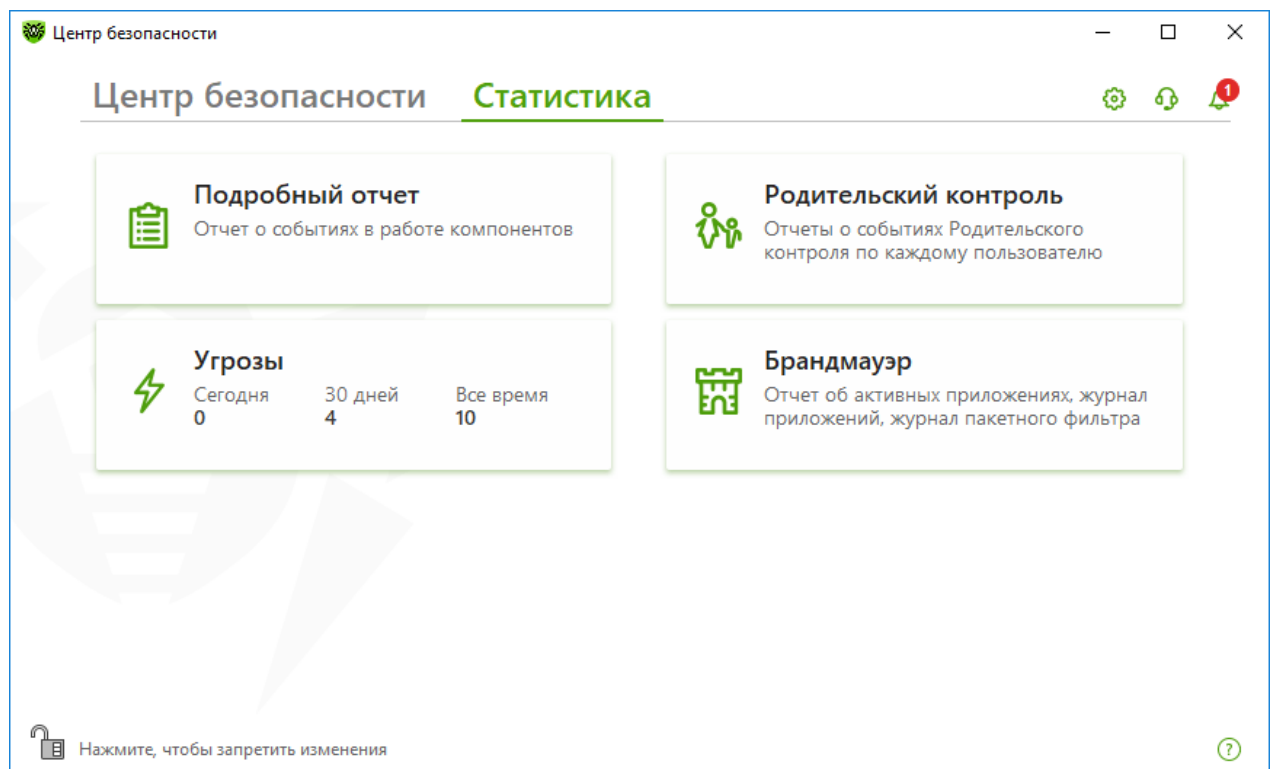 Центр безопасности
Центр безопасности Статистика
1
Подробный отчет
Отчет о событиях в работе компонентов
Родительский контроль
Отчеты о событиях Родительского
контроля по каждому пользователю
Угрозы
Сегодня 30 дней Все время
0 4 10
Брандмауэр
Отчет об активных приложениях, журнал
приложений, журнал пакетного фильтра
Нажмите, чтобы запретить изменения
?